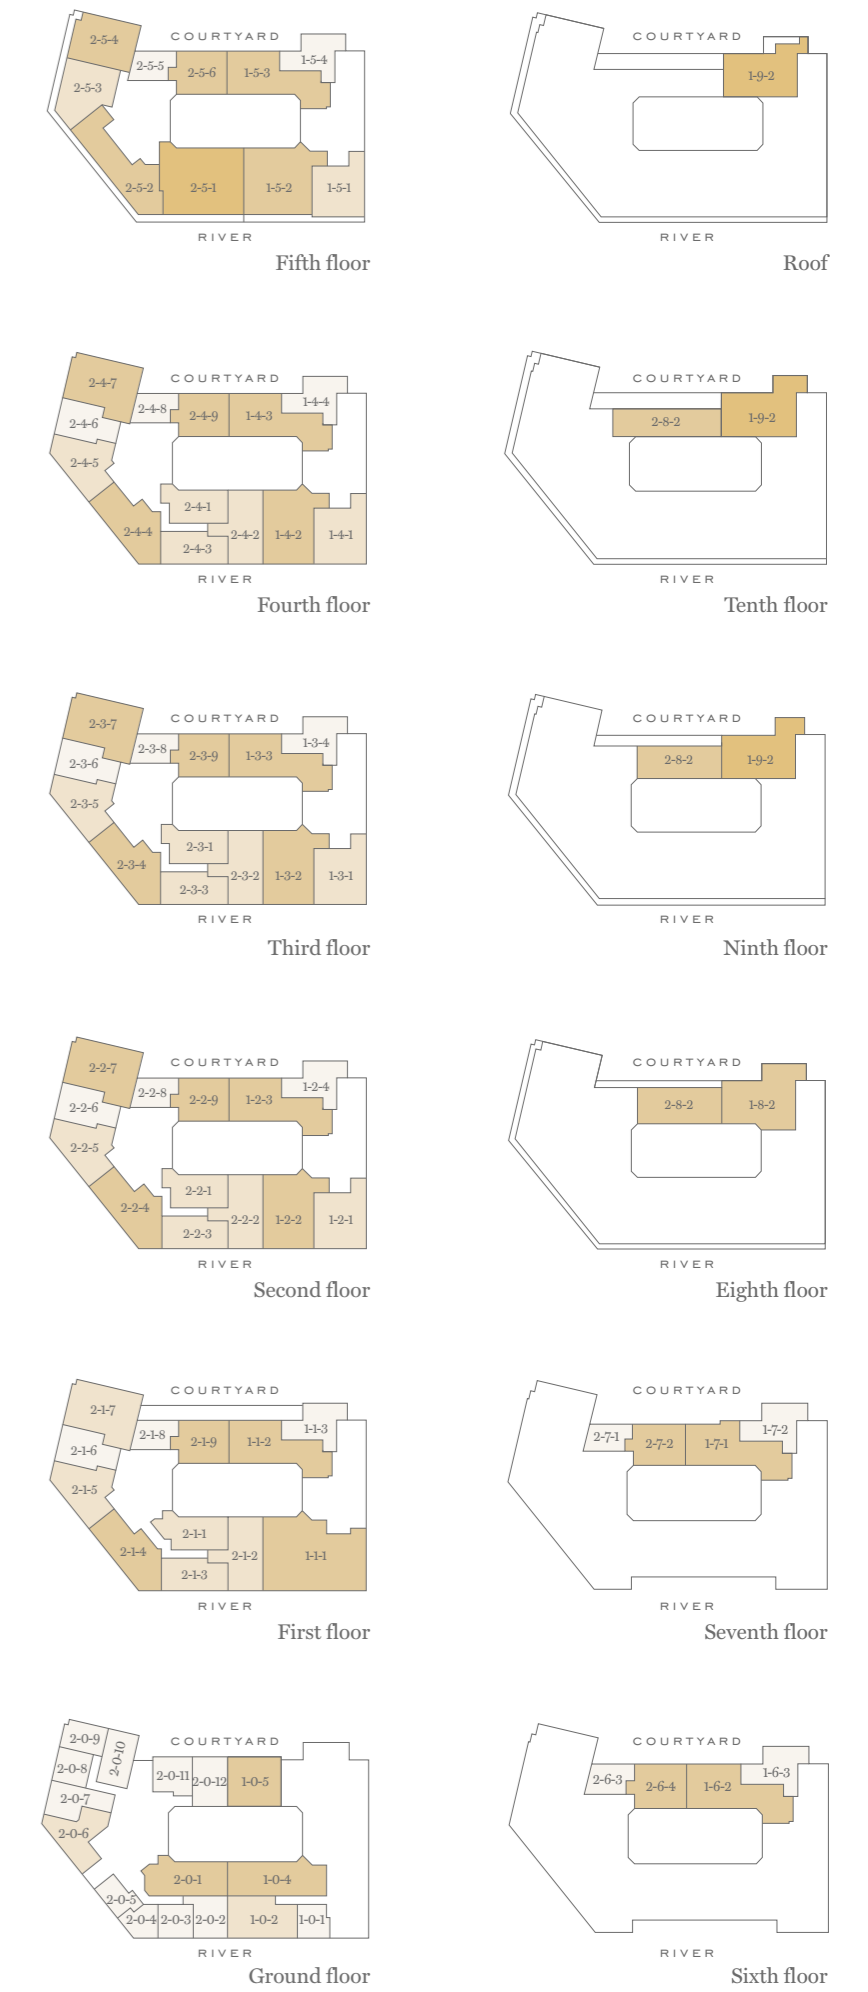 COURTYARD
2-5-4
2-5-5
2-5-6
1-5-3
1-5-4
2-5-3
2-5-2
2-5-1
1-5-2
1-5-1
RIVER
Fifth floor
COURTYARD
1-9-2
RIVER
Roof
COURTYARD
2-4-7
2-4-8
2-4-9
1-4-3
1-4-4
2-4-6
2-4-5
2-4-1
2-4-4
2-4-2
1-4-2
1-4-1
2-4-3
RIVER
Fourth floor
COURTYARD
2-8-2
1-9-2
RIVER
Tenth floor
COURTYARD
2-3-7
2-3-8
2-3-9
1-3-3
1-3-4
2-3-6
2-3-5
2-3-1
2-3-4
2-3-2
1-3-2
1-3-1
2-3-3
RIVER
Third floor
COURTYARD
2-8-2
1-9-2
RIVER
Ninth floor
COURTYARD
2-2-7
2-2-8
2-2-9
1-2-3
1-2-4
2-2-6
2-2-5
2-2-1
2-2-4
2-2-2
1-2-2
1-2-1
2-2-3
RIVER
Second floor
COURTYARD
2-8-2
1-8-2
RIVER
Eighth floor
COURTYARD
2-1-7
2-1-8
2-1-9
1-1-2
1-1-3
2-1-6
2-1-5
2-1-1
2-1-4
2-1-2
1-1-1
2-1-3
RIVER
First floor
COURTYARD
2-7-1
2-7-2
1-7-1
1-7-2
RIVER
Seventh floor
COURTYARD
2-0-9
2-0-10
2-0-8
2-0-11
2-0-12
1-0-5
2-0-7
2-0-6
2-0-1
1-0-4
2-0-5
2-0-4
2-0-3
2-0-2
1-0-2
1-0-1
RIVER
Ground floor
COURTYARD
2-6-3
2-6-4
1-6-2
1-6-3
RIVER
Sixth floor